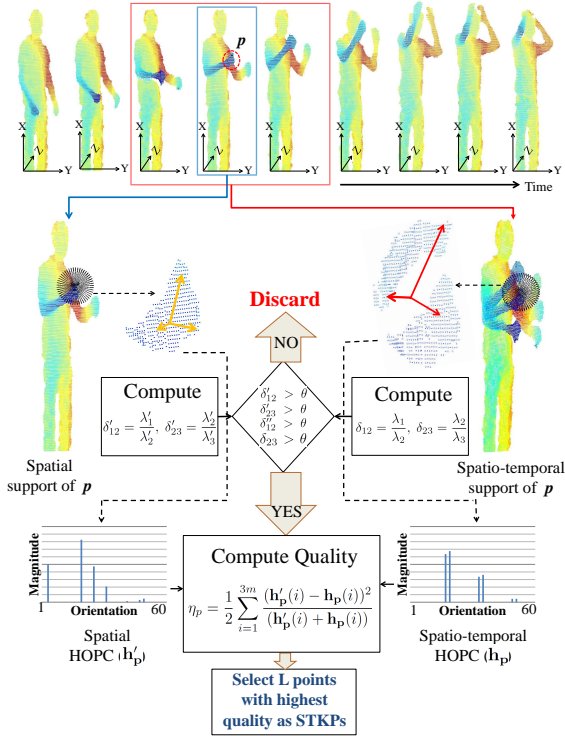 p
X X X X X X X X
Z Z Z Z Z Z Z Z
Y Y Y Y Y Y Y Y
Time
Discard
NO
Compute
δ′12 = λ′1/λ′2, δ′23 = λ′2/λ′3
δ′12 > θ
δ′23 > θ
δ′′12 > θ
δ23 > θ
Compute
δ12 = λ1/λ2, δ23 = λ2/λ3
Spatial
support of p
Spatio-temporal
support of p
YES
Magnitude
1 Orientation 60
Spatial
HOPC (h′p)
Compute Quality
ηp = 1/2 ∑ i=1 3m (h′p(i) − hp(i))² / (h′p(i) + hp(i))
Magnitude
1 Orientation 60
Spatio-temporal
HOPC (hp)
Select L points
with highest
quality as STKPs